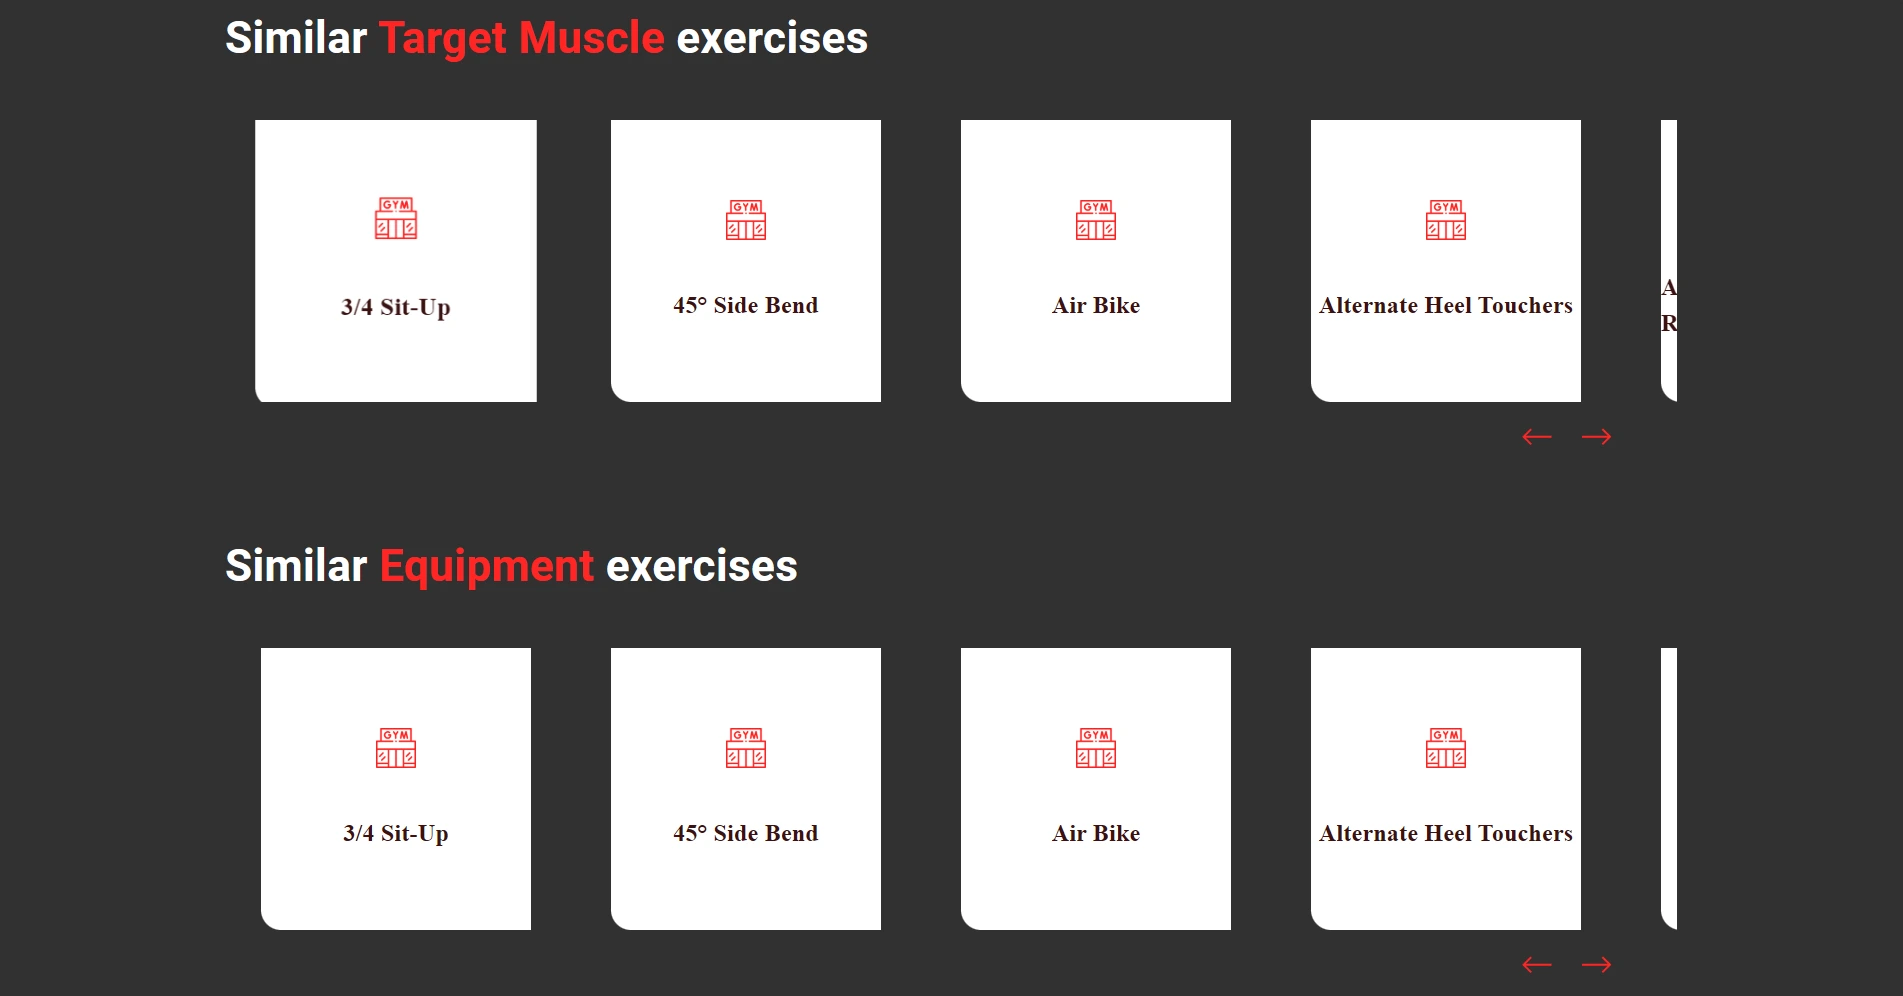 Similar Target Muscle exercises
GYM
GYM
GYM
GYM
3/4 Sit-Up
45° Side Bend
Air Bike
Alternate Heel Touchers
A
R
Similar Equipment exercises
GYM
GYM
GYM
GYM
3/4 Sit-Up
45° Side Bend
Air Bike
Alternate Heel Touchers